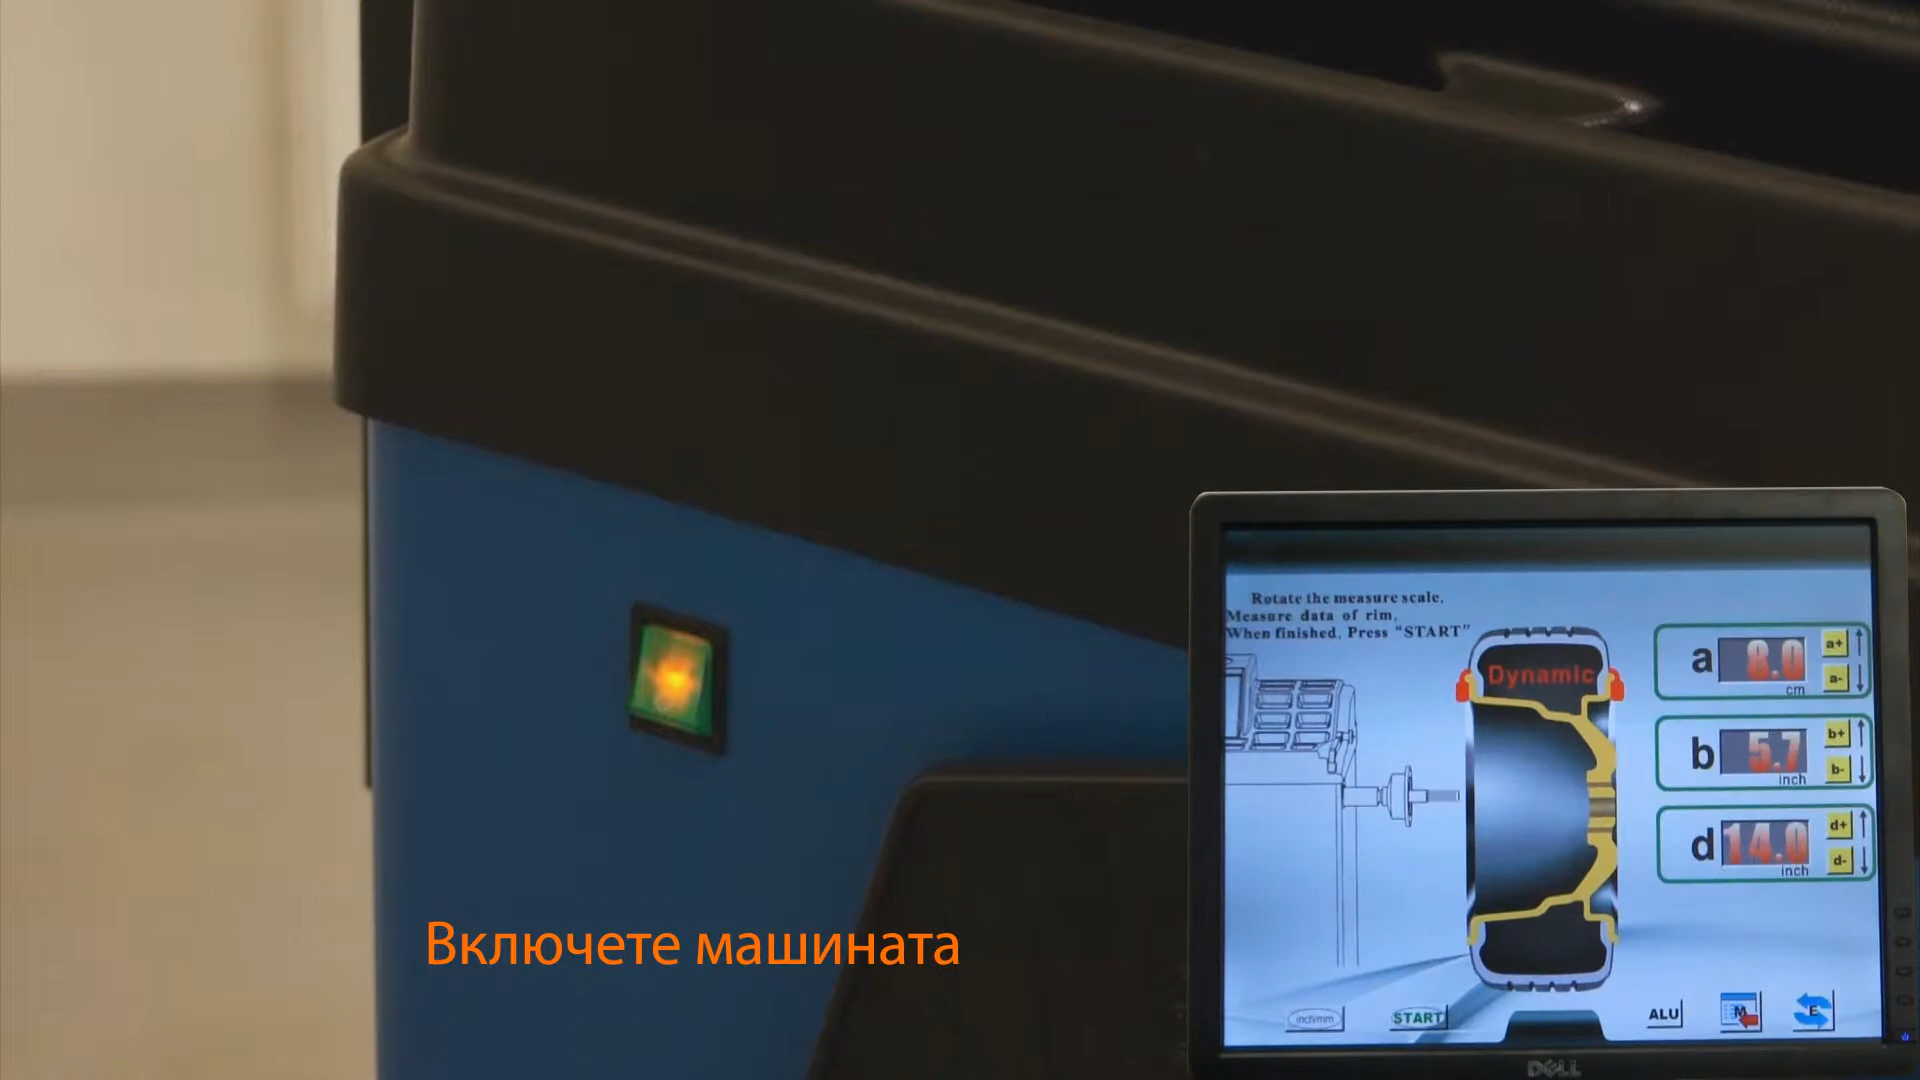 Включете машината
Rotate the measure scale,
Measure data of rim,
When finished, Press "START"
Dynamic
a 8.0 a+
cm a-
b 5.7 b+
inch b-
d 14.0 d+
inch d-
inch/mm START ALU M E
DELL